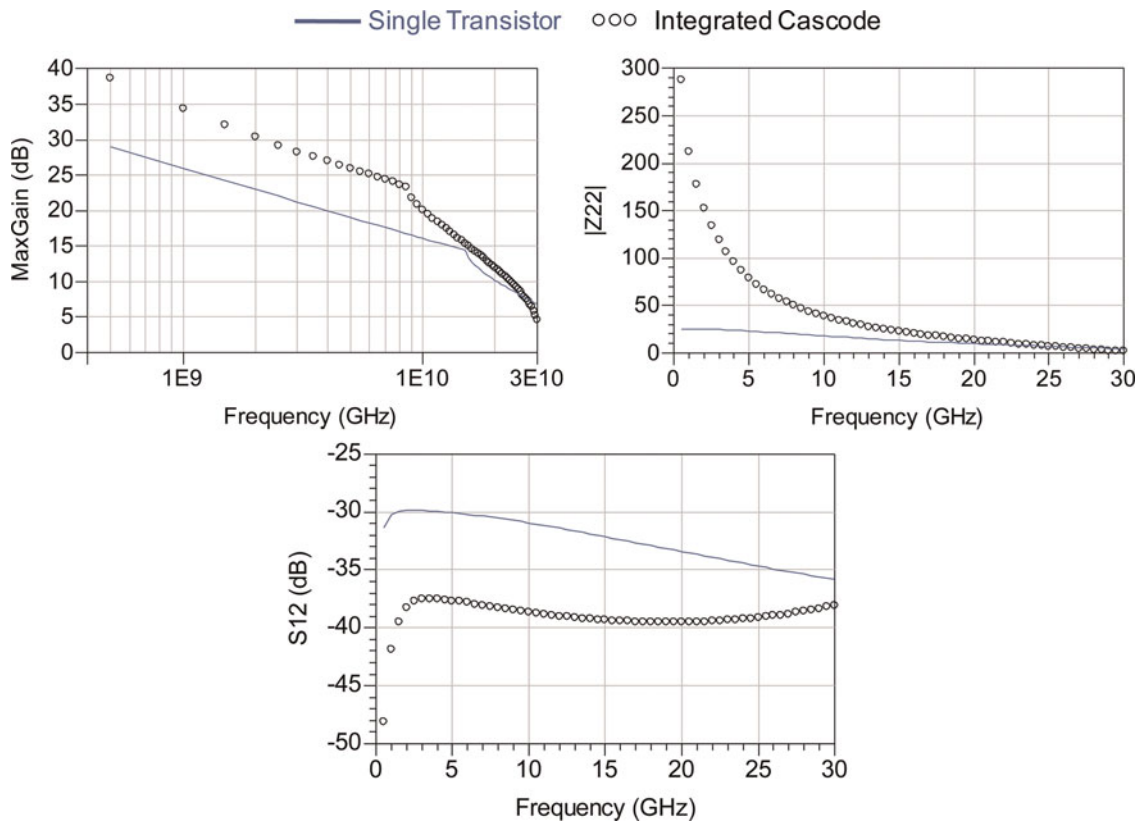 Single Transistor ○○○ Integrated Cascode
MaxGain (dB)
40
35
30
25
20
15
10
5
0
1E9 1E10 3E10
Frequency (GHz)
|Z22|
300
250
200
150
100
50
0
0 5 10 15 20 25 30
Frequency (GHz)
S12 (dB)
-25
-30
-35
-40
-45
-50
0 5 10 15 20 25 30
Frequency (GHz)